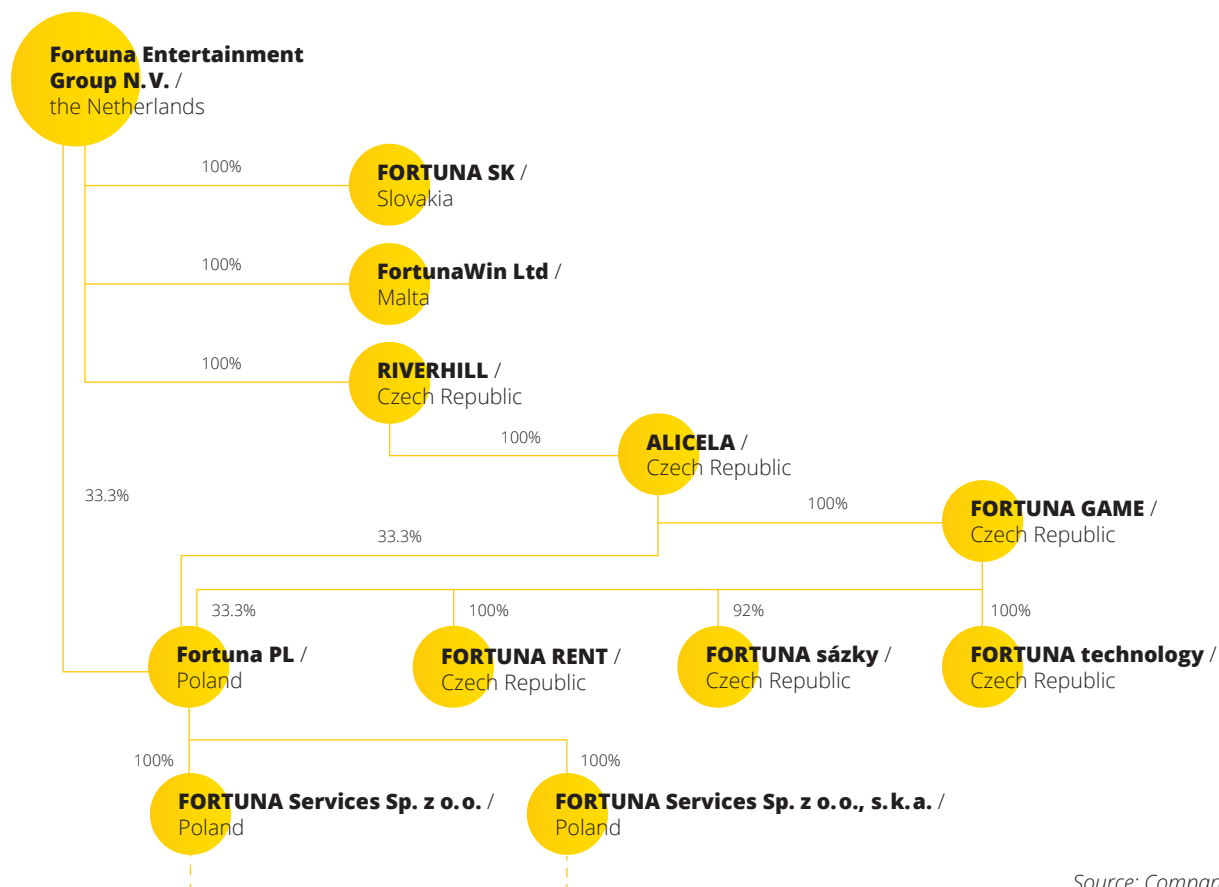 Fortuna Entertainment
Group N.V. /
the Netherlands
100%
FORTUNA SK /
Slovakia
100%
FortunaWin Ltd /
Malta
100%
RIVERHILL /
Czech Republic
100%
ALICELA /
Czech Republic
33.3%
100%
FORTUNA GAME /
Czech Republic
33.3%
33.3%
100%
92%
100%
Fortuna PL /
Poland
FORTUNA RENT /
Czech Republic
FORTUNA sázky /
Czech Republic
FORTUNA technology /
Czech Republic
100%
100%
FORTUNA Services Sp. z o.o. /
Poland
FORTUNA Services Sp. z o.o., s.k.a. /
Poland
Source: